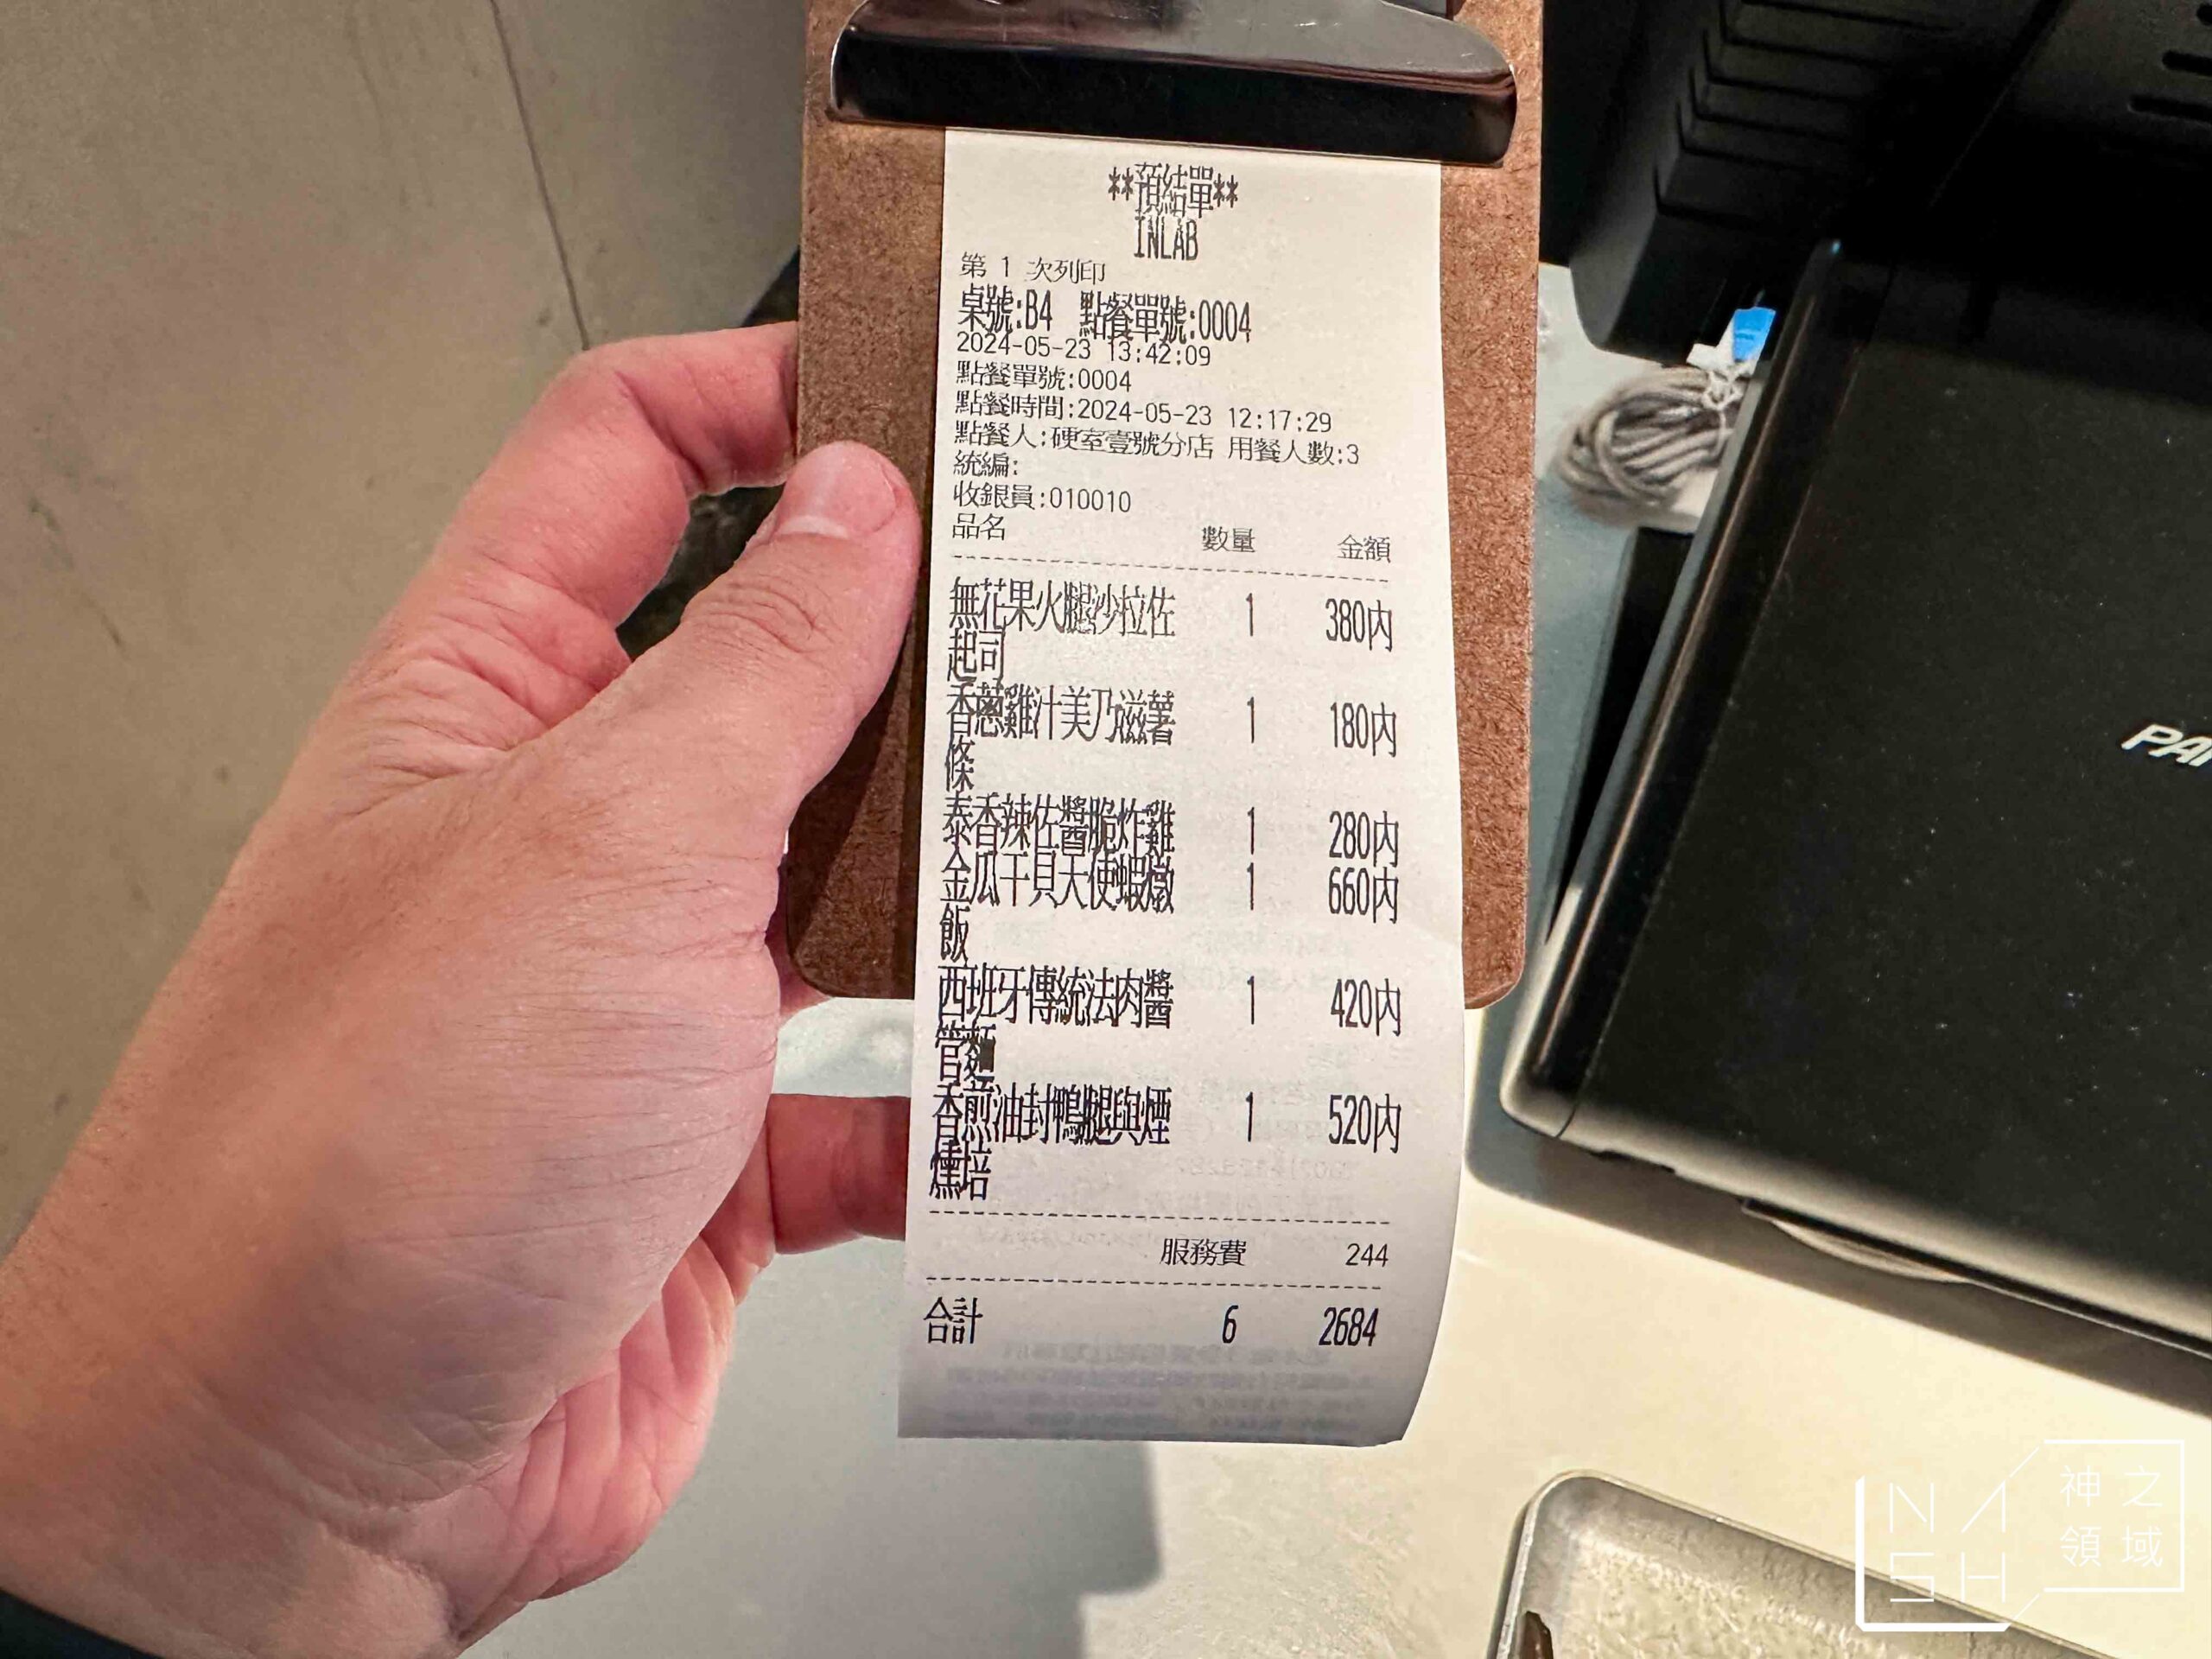 **預結單**
INLAB
第 1 次列印
桌號:B4 點餐單號:0004
2024-05-23 13:42:09
點餐單號:0004
點餐時間:2024-05-23 12:17:29
點餐人:硬室壹號分店 用餐人數:3
統編:
收銀員:010010
品名 數量 金額
無花果火腿沙拉佐 1 380內
起司
香蔥雞汁美乃滋薯 1 180內
條
泰香辣佐醬脆炸雞 1 280內
金瓜干貝天使蝦燉 1 660內
飯
西班牙傳統法肉醬 1 420內
管麵
香煎油封鴨腿與煙 1 520內
燻培
服務費 244
合計 6 2684
PA
NASH
神之
領域